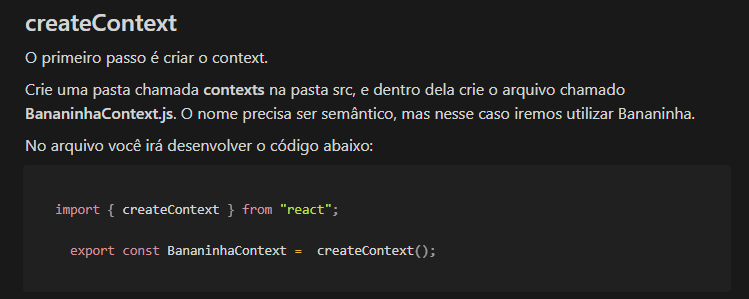 createContext
O primeiro passo é criar o context.
Crie uma pasta chamada contexts na pasta src, e dentro dela crie o arquivo chamado
BananinhaContext.js. O nome precisa ser semântico, mas nesse caso iremos utilizar Bananinha.
No arquivo você irá desenvolver o código abaixo:
import { createContext } from "react";
export const BananinhaContext =  createContext();